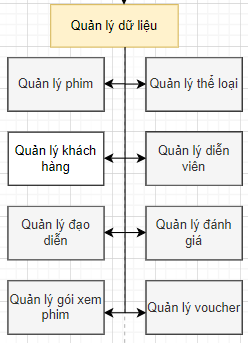 Quản lý dữ liệu
Quản lý phim
Quản lý thể loại
Quản lý khách
hàng
Quản lý diễn
viên
Quản lý đạo
diễn
Quản lý đánh
giá
Quản lý gói xem
phim
Quản lý voucher